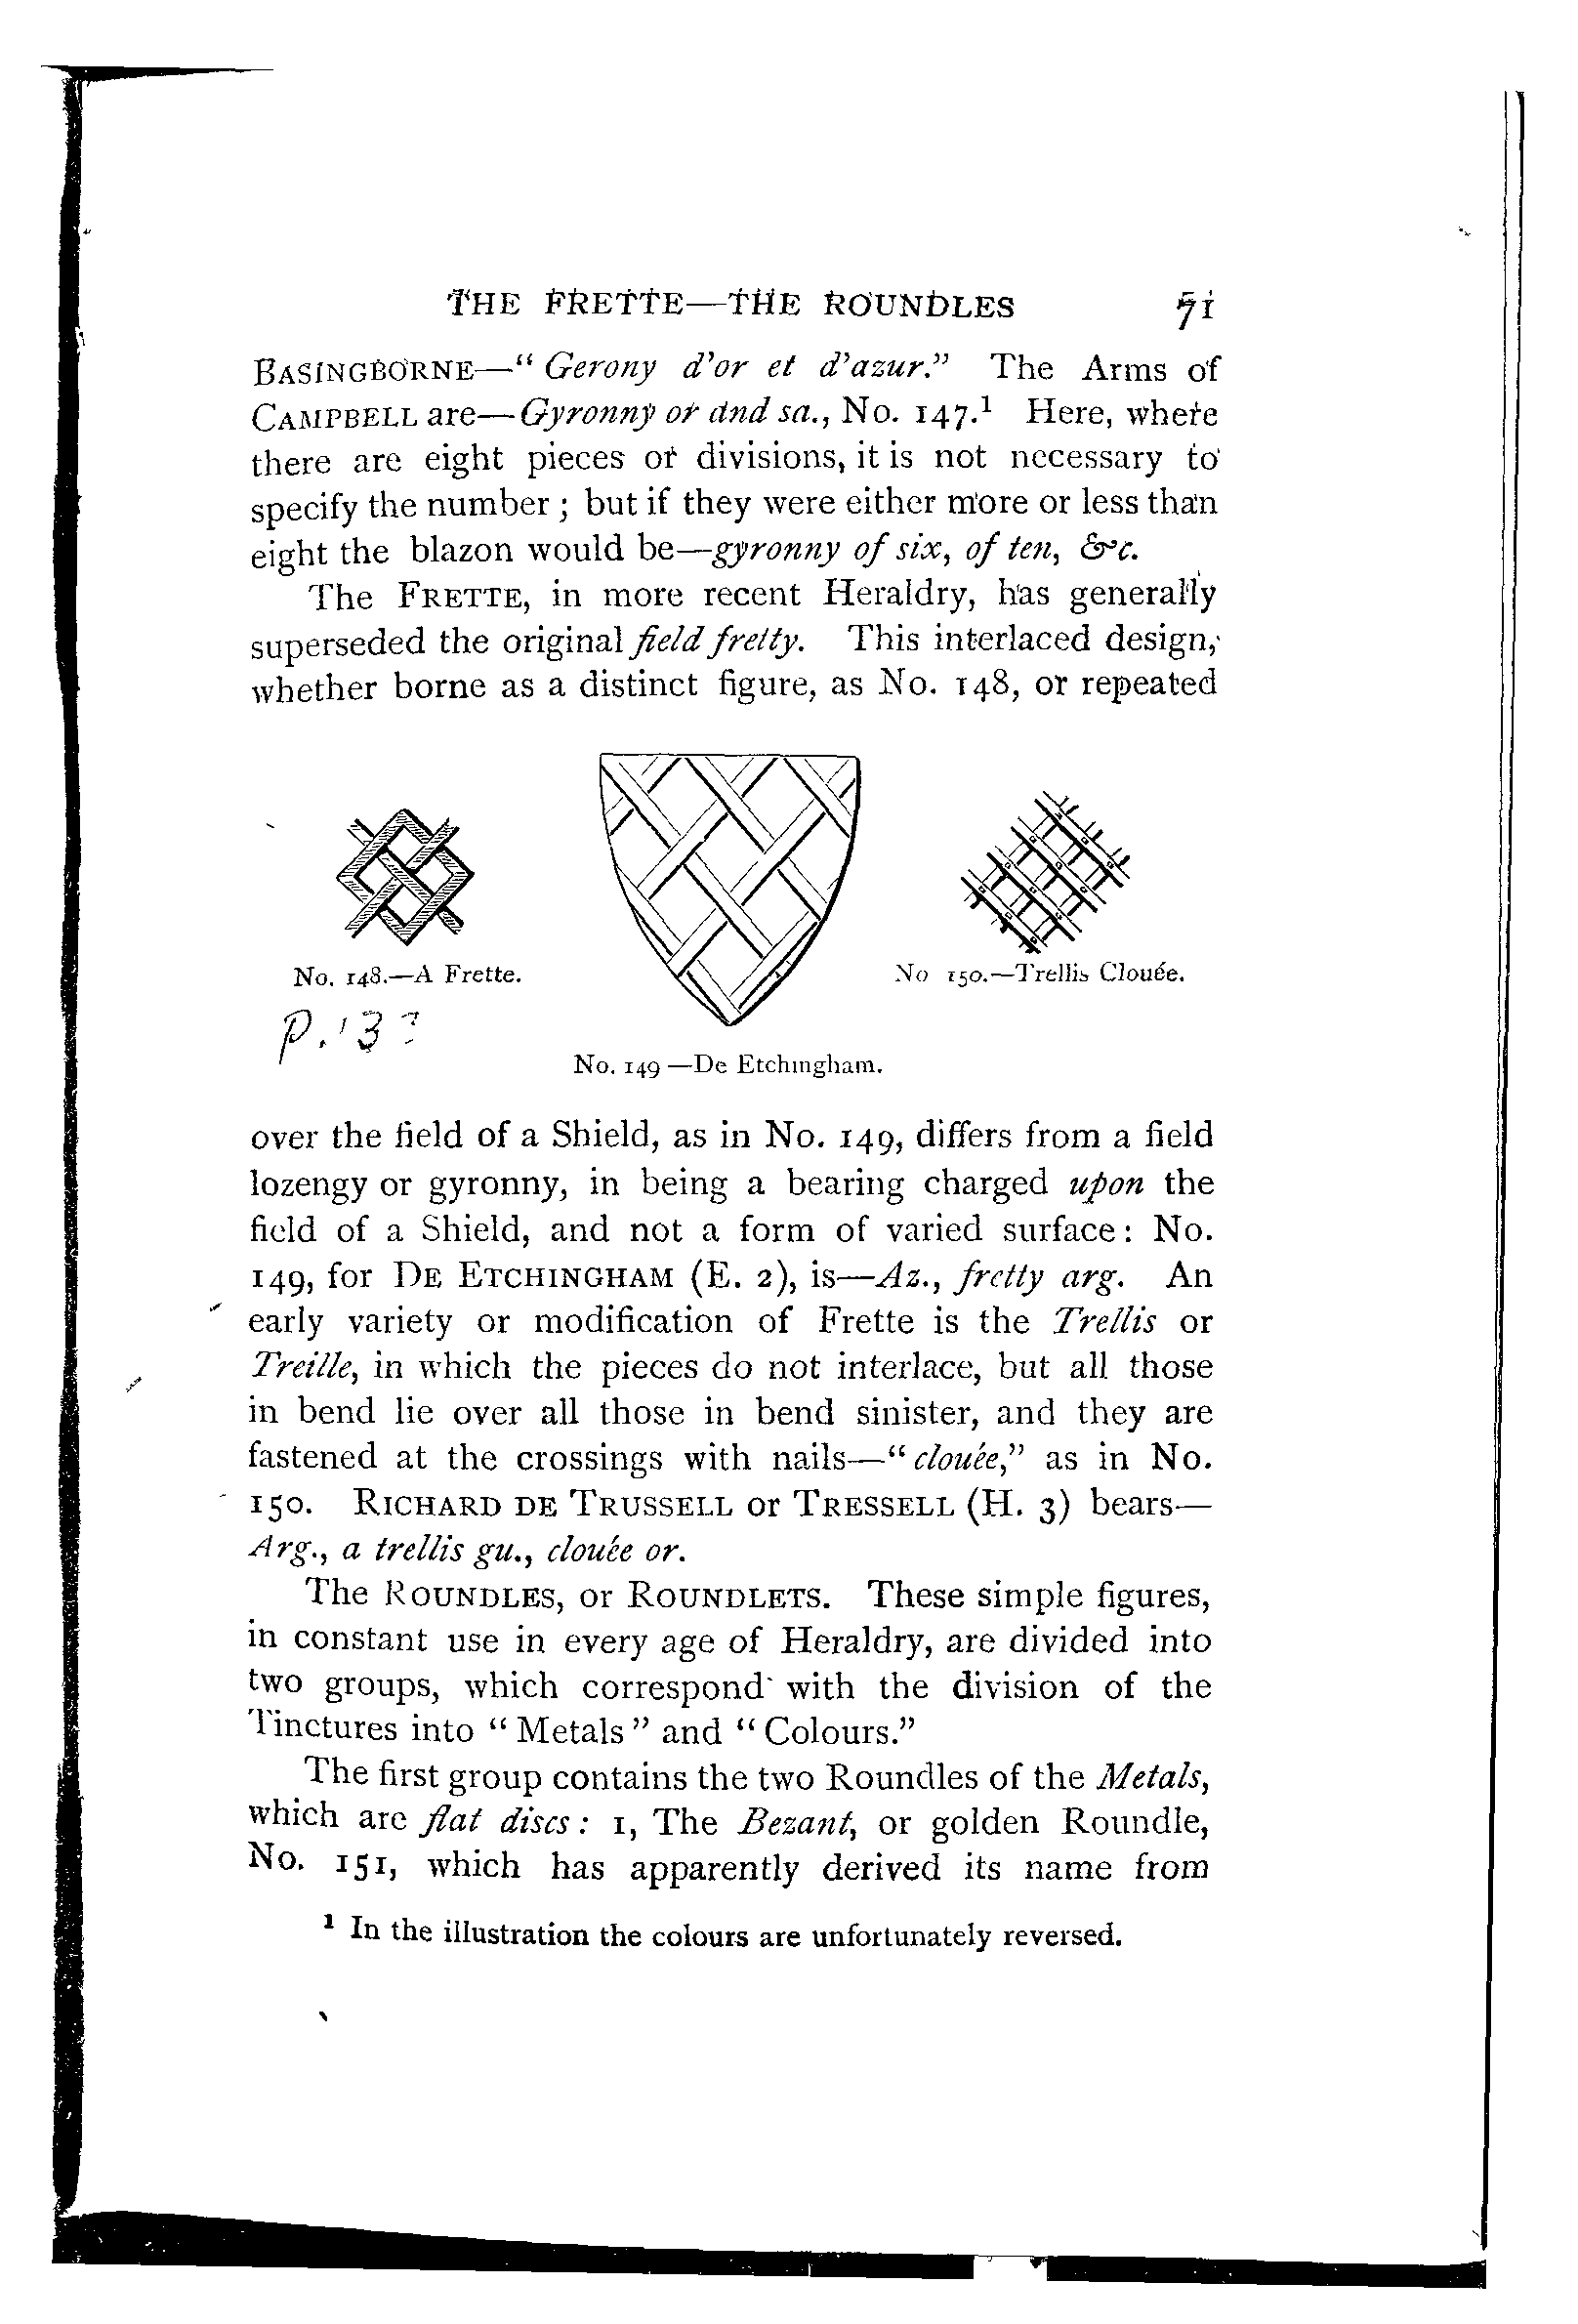 THE FRETTE—THE ROUNDLES 71
BASINGBORNE—“ Gerony d’or et d’azur.” The Arms of
CAMPBELL are—Gyronny or and sa., No. 147.¹ Here, where
there are eight pieces or divisions, it is not necessary to
specify the number ; but if they were either more or less than
eight the blazon would be—gyronny of six, of ten, &c.
The FRETTE, in more recent Heraldry, has generally
superseded the original field fretty. This interlaced design,
whether borne as a distinct figure, as No. 148, or repeated
No. 148.—A Frette.
No 150.—Trellis Clouée.
No. 149 —De Etchingham.
over the field of a Shield, as in No. 149, differs from a field
lozengy or gyronny, in being a bearing charged upon the
field of a Shield, and not a form of varied surface: No.
149, for DE ETCHINGHAM (E. 2), is—Az., fretty arg. An
early variety or modification of Frette is the Trellis or
Treille, in which the pieces do not interlace, but all those
in bend lie over all those in bend sinister, and they are
fastened at the crossings with nails—“ clouée,” as in No.
150. RICHARD DE TRUSSELL or TRESSELL (H. 3) bears—
Arg., a trellis gu., clouée or.
The ROUNDLES, or ROUNDLETS. These simple figures,
in constant use in every age of Heraldry, are divided into
two groups, which correspond with the division of the
Tinctures into “ Metals ” and “ Colours.”
The first group contains the two Roundles of the Metals,
which are flat discs : 1, The Bezant, or golden Roundle,
No. 151, which has apparently derived its name from
¹ In the illustration the colours are unfortunately reversed.